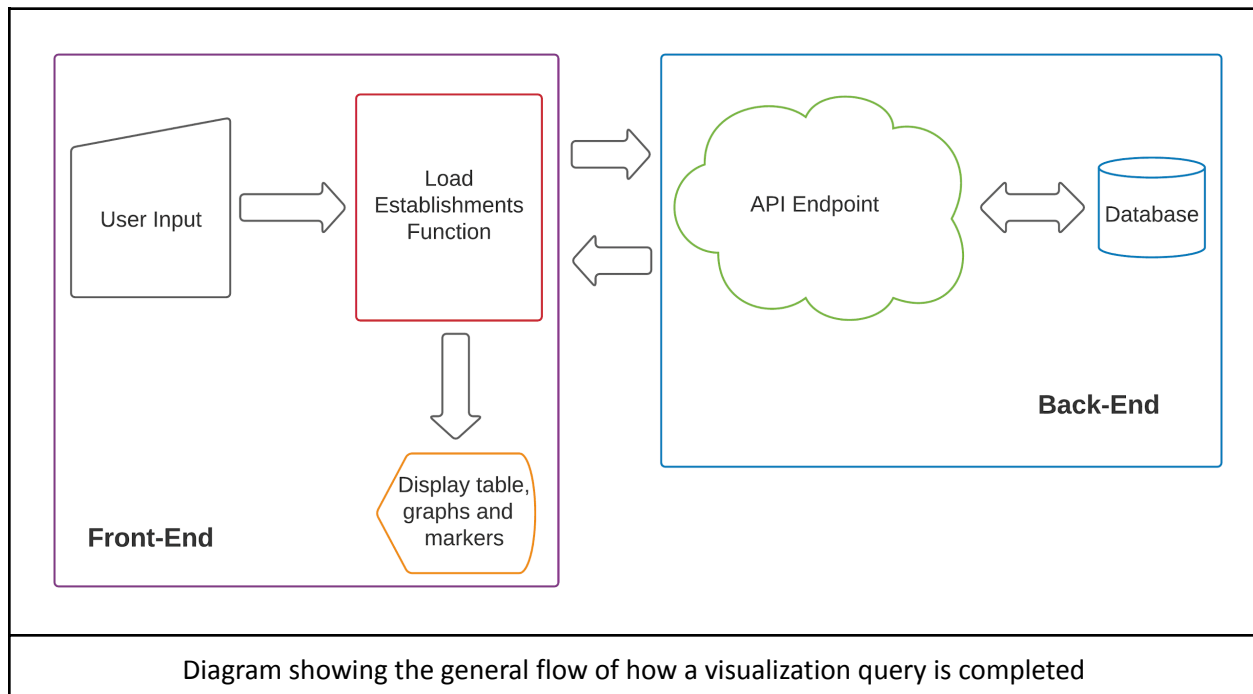 User Input
Load
Establishments
Function
API Endpoint
Database
Back-End
Display table,
graphs and
markers
Front-End
Diagram showing the general flow of how a visualization query is completed